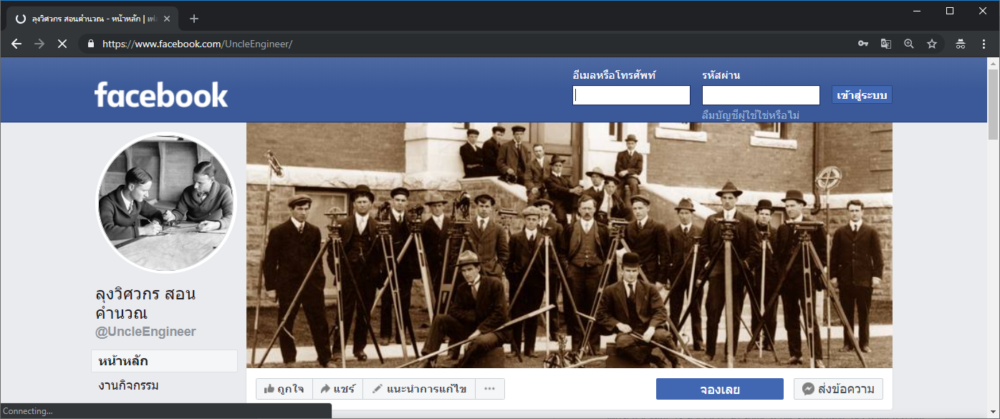 ลุงวิศวกร สอนคำนวณ - หน้าหลัก |
https://www.facebook.com/UncleEngineer/
facebook
อีเมลหรือโทรศัพท์
รหัสผ่าน
เข้าสู่ระบบ
ลืมบัญชีผู้ใช้ใช่หรือไม่
ลุงวิศวกร สอน
คำนวณ
@UncleEngineer
หน้าหลัก
งานกิจกรรม
ถูกใจ
แชร์
แนะนำการแก้ไข
จองเลย
ส่งข้อความ
Connecting...